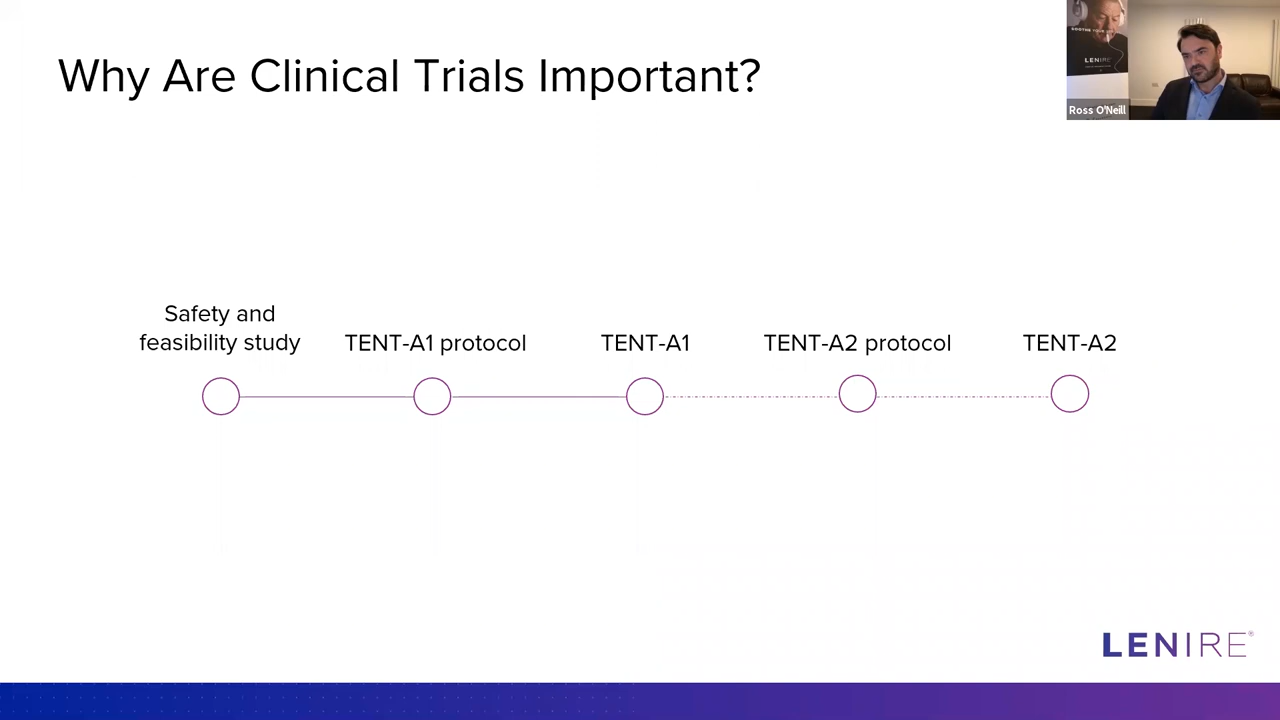 Why Are Clinical Trials Important?
LENIRE
Ross O'Neill
Safety and
feasibility study
TENT-A1 protocol
TENT-A1
TENT-A2 protocol
TENT-A2
LENIRE®